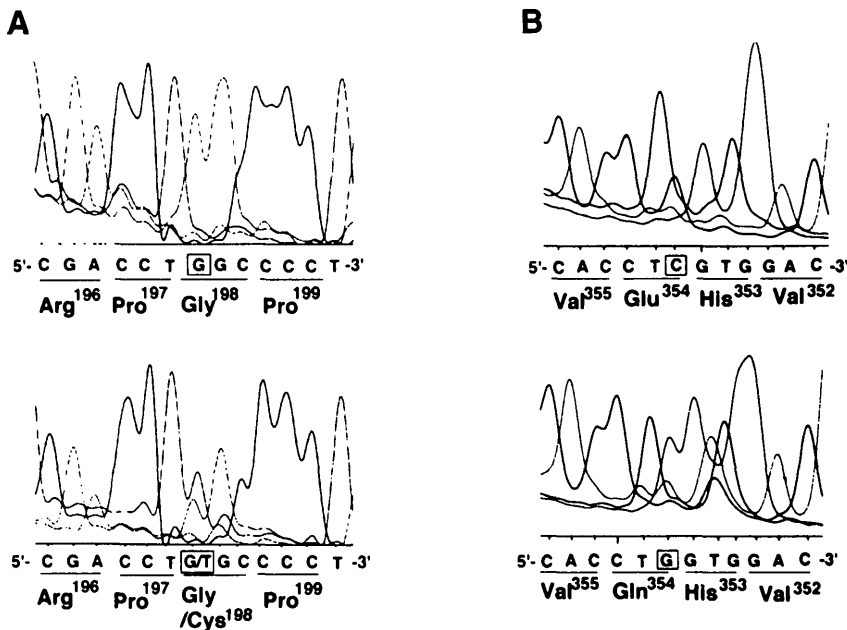 A
5'- C G A C C T G G C C C C T -3'
Arg196 Pro197 Gly198 Pro199
5'- C G A C C T G/T G C C C C T -3'
Arg196 Pro197 Gly Pro199
/Cys198
B
5'- C A C C T C G T G G A C -3'
Val355 Glu354 His353 Val352
5'- C A C C T G G T G G A C -3'
Val355 Gln354 His353 Val352